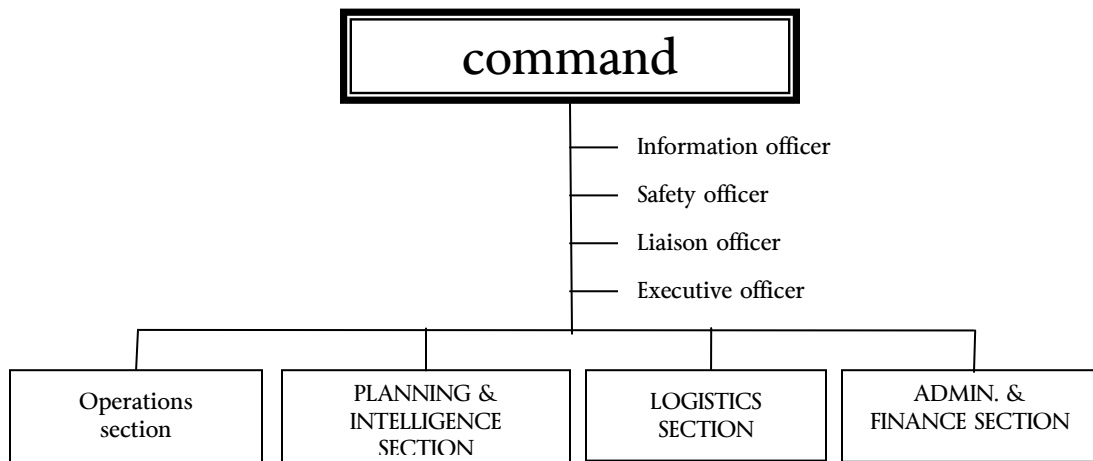 command
Information officer
Safety officer
Liaison officer
Executive officer
Operations
section
PLANNING &
INTELLIGENCE
SECTION
LOGISTICS
SECTION
ADMIN. &
FINANCE SECTION